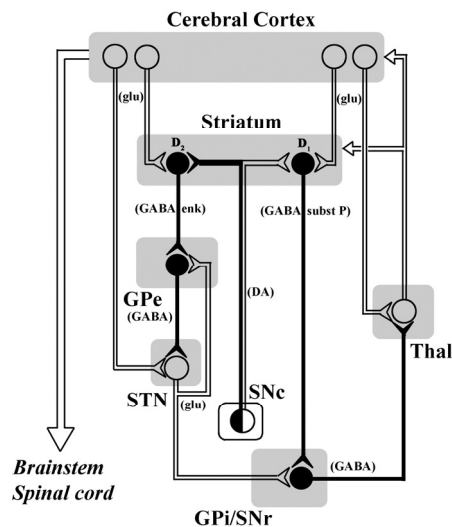 Cerebral Cortex
(glu)
(glu)
Striatum
D₂
D₁
(GABA enk)
(GABA subst P)
GPe
(GABA)
(DA)
Thal
STN
(glu)
SNc
(GABA)
Brainstem
Spinal cord
GPi/SNr